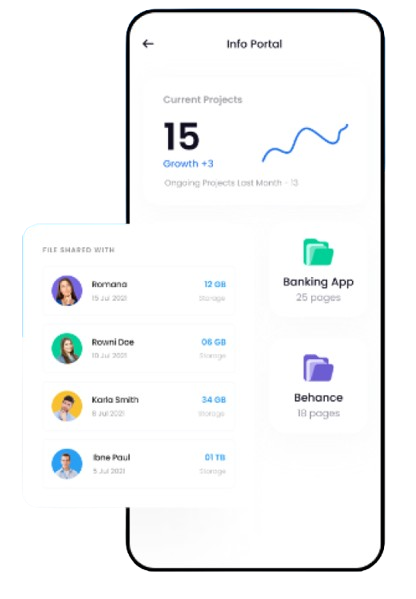 Info Portal
Current Projects
15
Growth +3
Ongoing Projects Last Month - 13
FILE SHARED WITH
Romana 12 GB
15 Jul 2021 Storage
Rowni Doe 06 GB
10 Jul 2021 Storage
Karla Smith 34 GB
8 Jul 2021 Storage
Ibne Paul 01 TB
5 Jul 2021 Storage
Banking App
25 pages
Behance
18 pages